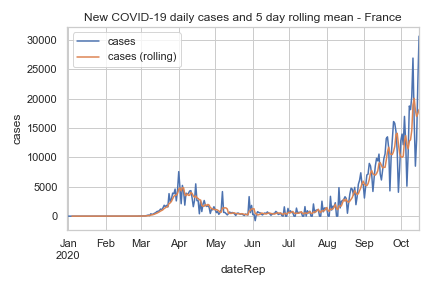 New COVID-19 daily cases and 5 day rolling mean - France
cases
cases (rolling)
30000
25000
20000
15000
10000
5000
0
cases
Jan Feb Mar Apr May Jun Jul Aug Sep Oct
2020
dateRep